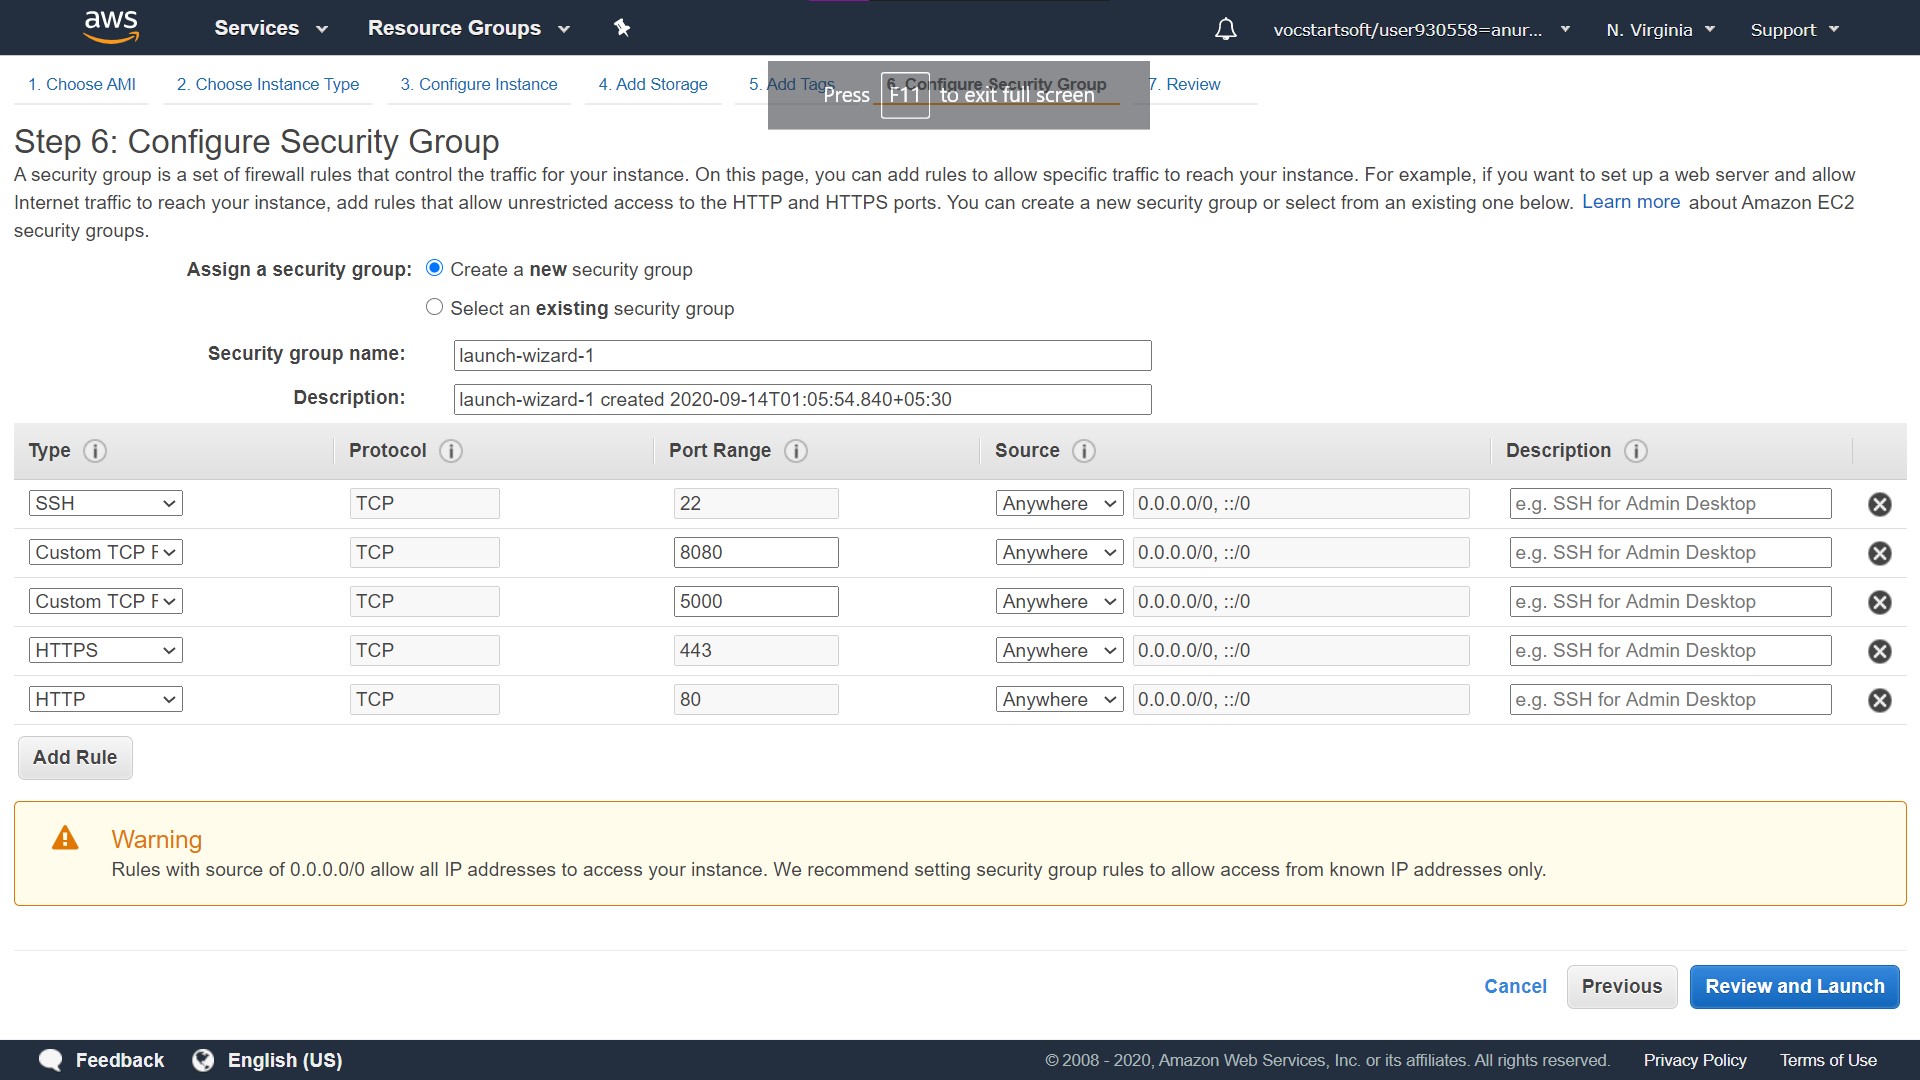 aws Services Resource Groups vocstartsoft/user930558=anur... N. Virginia Support
1. Choose AMI 2. Choose Instance Type 3. Configure Instance 4. Add Storage 5. Add Tags 6. Configure Security Group 7. Review
Press F11 to exit full screen
Step 6: Configure Security Group
A security group is a set of firewall rules that control the traffic for your instance. On this page, you can add rules to allow specific traffic to reach your instance. For example, if you want to set up a web server and allow
Internet traffic to reach your instance, add rules that allow unrestricted access to the HTTP and HTTPS ports. You can create a new security group or select from an existing one below. Learn more about Amazon EC2
security groups.
Assign a security group: Create a new security group
Select an existing security group
Security group name: launch-wizard-1
Description: launch-wizard-1 created 2020-09-14T01:05:54.840+05:30
Type i Protocol i Port Range i Source i Description i
SSH TCP 22 Anywhere 0.0.0.0/0, ::/0 e.g. SSH for Admin Desktop
Custom TCP F TCP 8080 Anywhere 0.0.0.0/0, ::/0 e.g. SSH for Admin Desktop
Custom TCP F TCP 5000 Anywhere 0.0.0.0/0, ::/0 e.g. SSH for Admin Desktop
HTTPS TCP 443 Anywhere 0.0.0.0/0, ::/0 e.g. SSH for Admin Desktop
HTTP TCP 80 Anywhere 0.0.0.0/0, ::/0 e.g. SSH for Admin Desktop
Add Rule
Warning
Rules with source of 0.0.0.0/0 allow all IP addresses to access your instance. We recommend setting security group rules to allow access from known IP addresses only.
Cancel Previous Review and Launch
Feedback English (US) © 2008 - 2020, Amazon Web Services, Inc. or its affiliates. All rights reserved. Privacy Policy Terms of Use